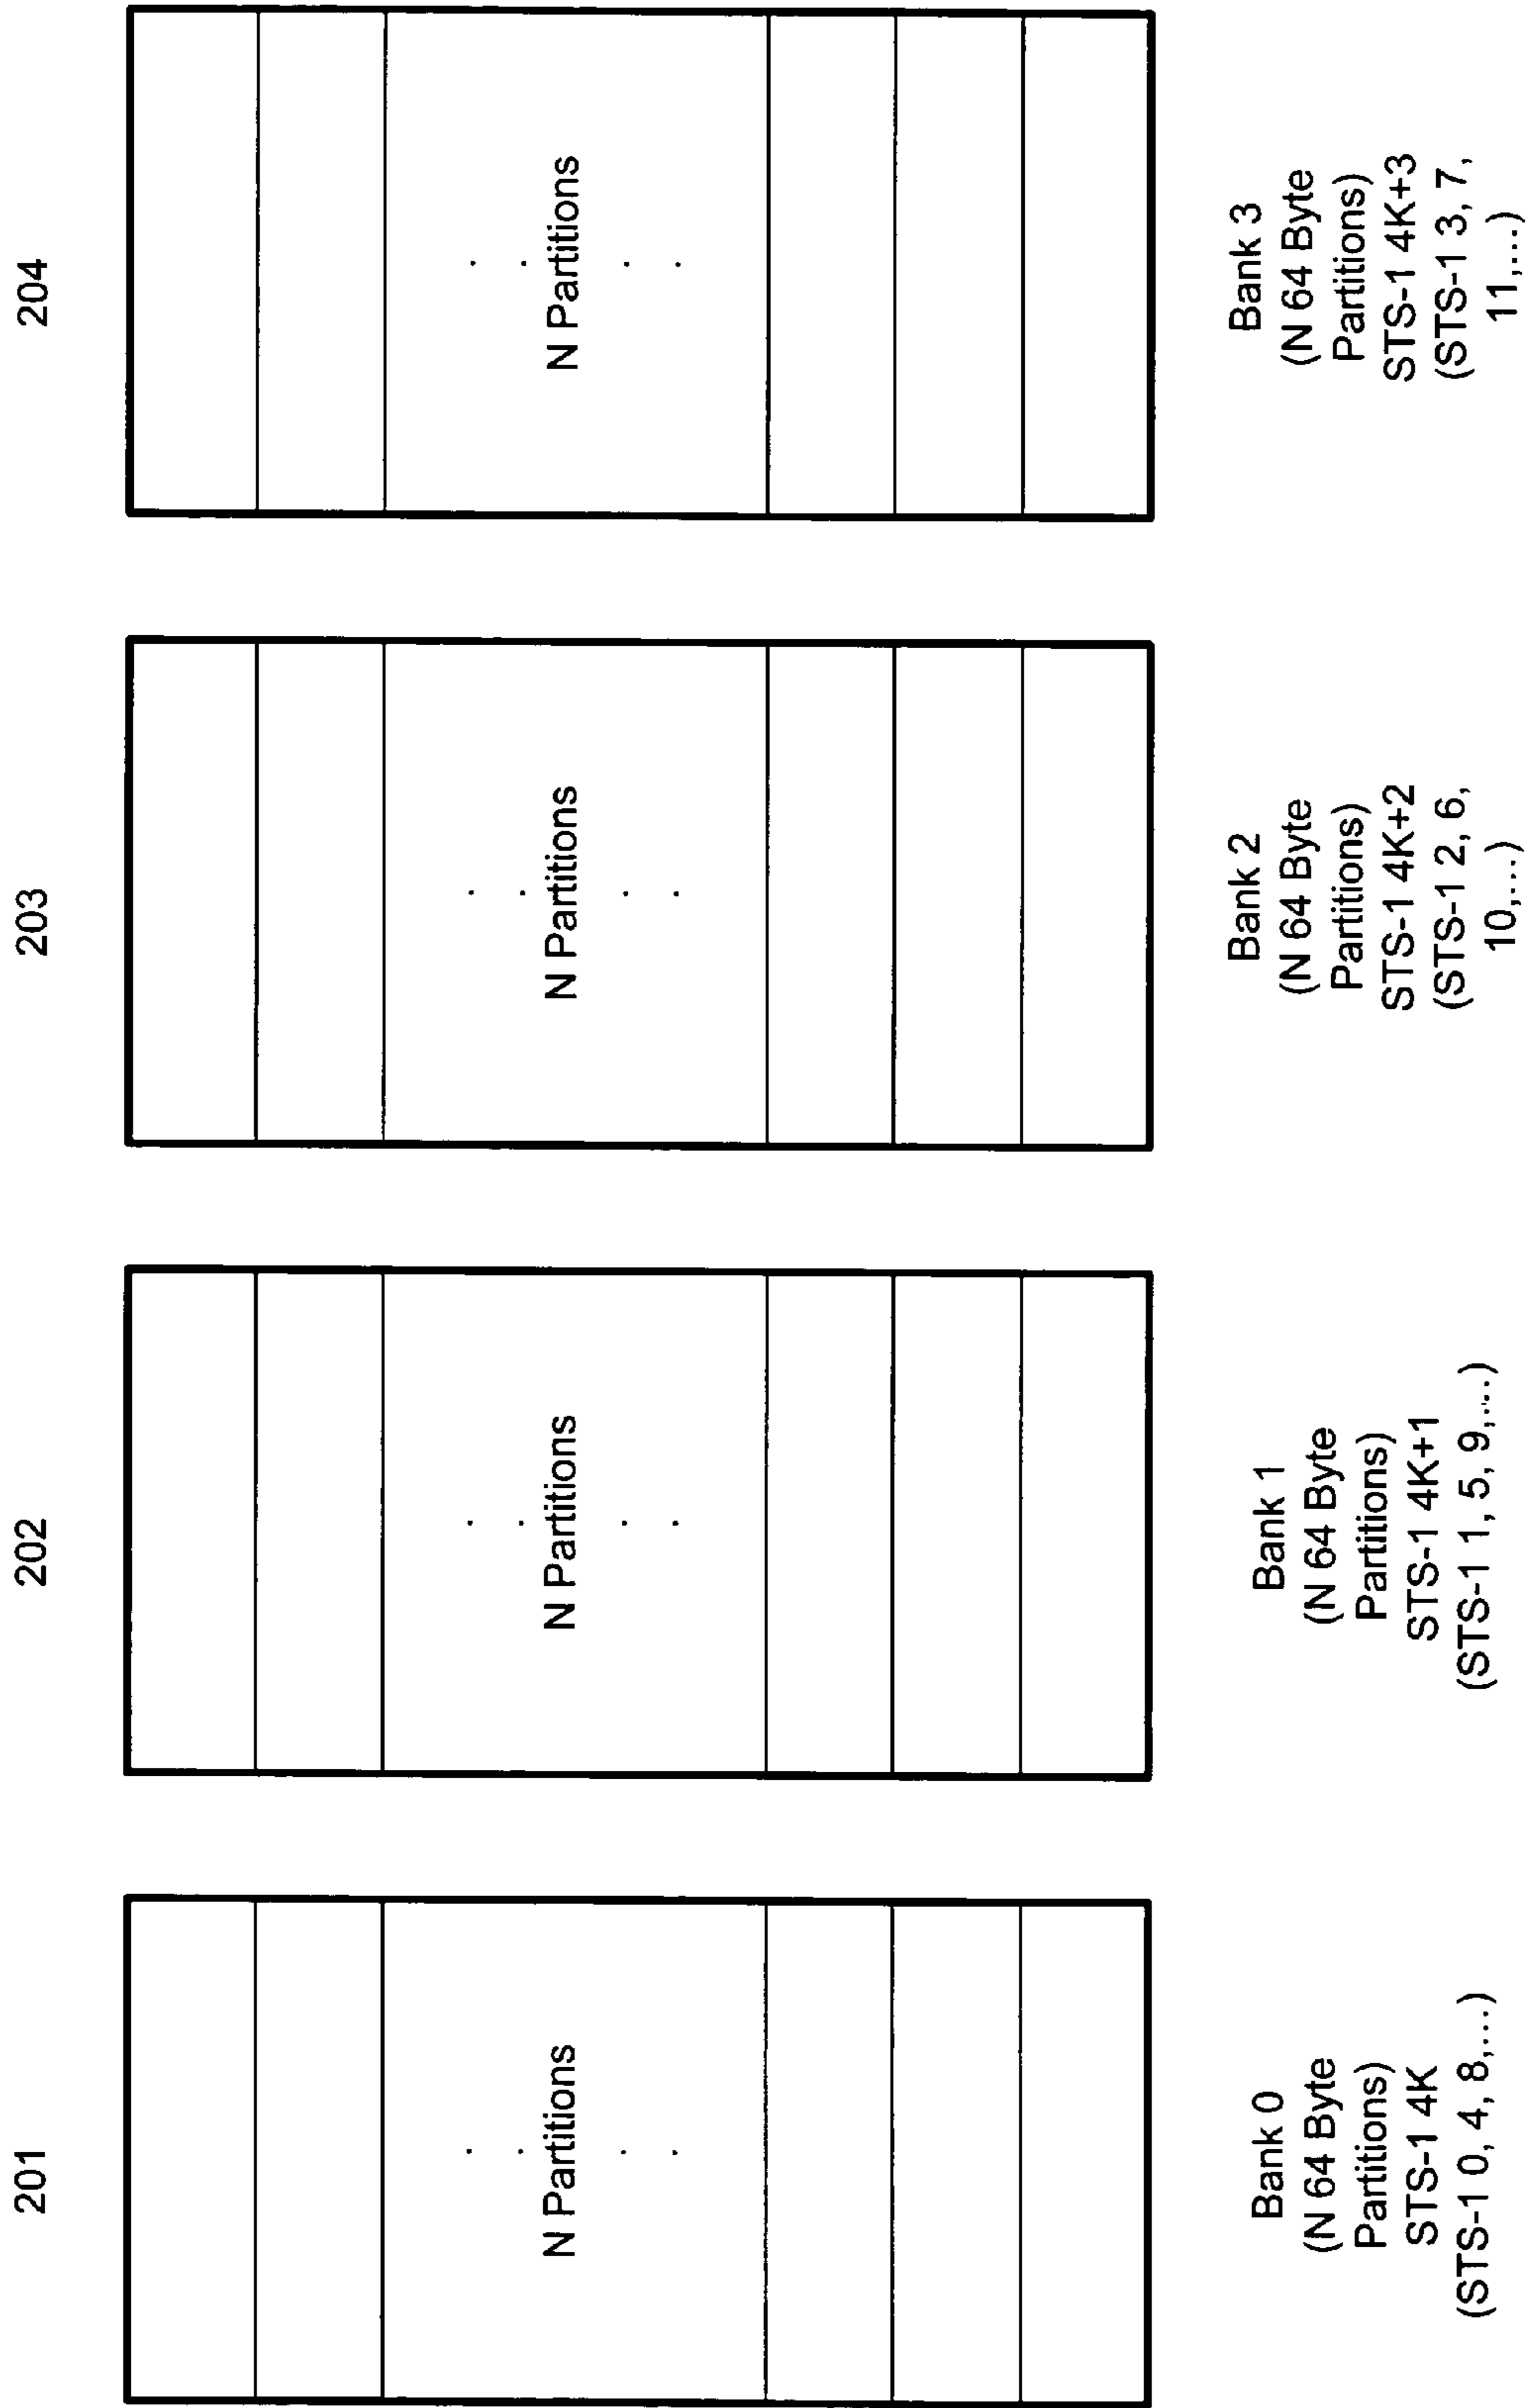 201
202
203
204
N Partitions
N Partitions
N Partitions
N Partitions
Bank 0
(N 64 Byte
Partitions)
STS-1 4K
(STS-1 0, 4, 8,...)
Bank 1
(N 64 Byte
Partitions)
STS-1 4K+1
(STS-1 1, 5, 9,...)
Bank 2
(N 64 Byte
Partitions)
STS-1 4K+2
(STS-1 2, 6,
10,...)
Bank 3
(N 64 Byte
Partitions)
STS-1 4K+3
(STS-1 3, 7,
11,...)